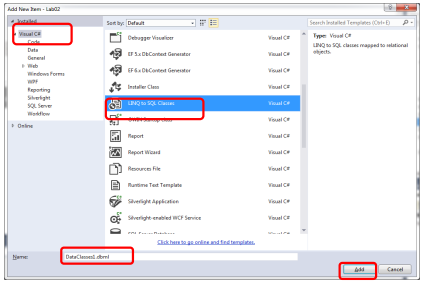 Add New Item - Lab02
Installed
Sort by: Default
Search Installed Templates (Ctrl+E)
Visual C#
Code
Data
General
Web
Windows Forms
WPF
Reporting
Silverlight
SQL Server
Workflow
Online
Debugger Visualizer Visual C#
EF 5.x DbContext Generator Visual C#
EF 6.x DbContext Generator Visual C#
Installer Class Visual C#
LINQ to SQL Classes Visual C#
Visual C#
Report Visual C#
Report Wizard Visual C#
Resources File Visual C#
Runtime Text Template Visual C#
Silverlight Application Visual C#
Silverlight-enabled WCF Service Visual C#
Visual C#
Click here to go online and find templates.
Type: Visual C#
LINQ to SQL classes mapped to relational
objects.
Name: DataClasses1.dbml
Add Cancel